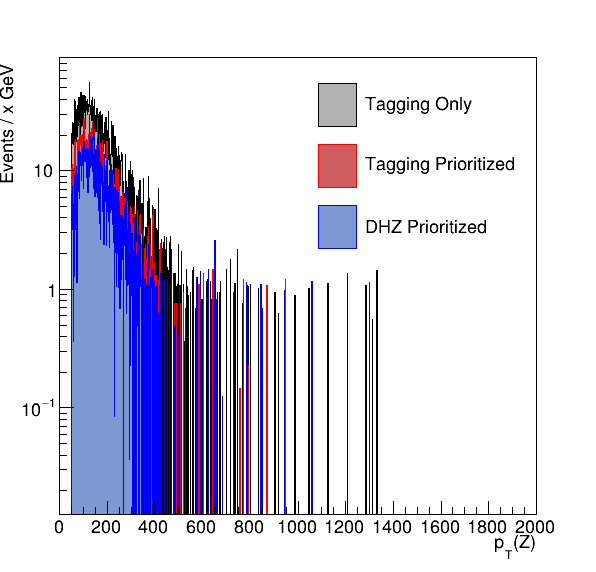 Events / x GeV
Tagging Only
Tagging Prioritized
DHZ Prioritized
10
1
10⁻¹
0 200 400 600 800 1000 1200 1400 1600 1800 2000
p_T(Z)